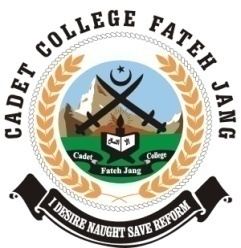 CADET COLLEGE FATEH JANG
Cadet College
Fateh Jang
I DESIRE NAUGHT SAVE REFORM